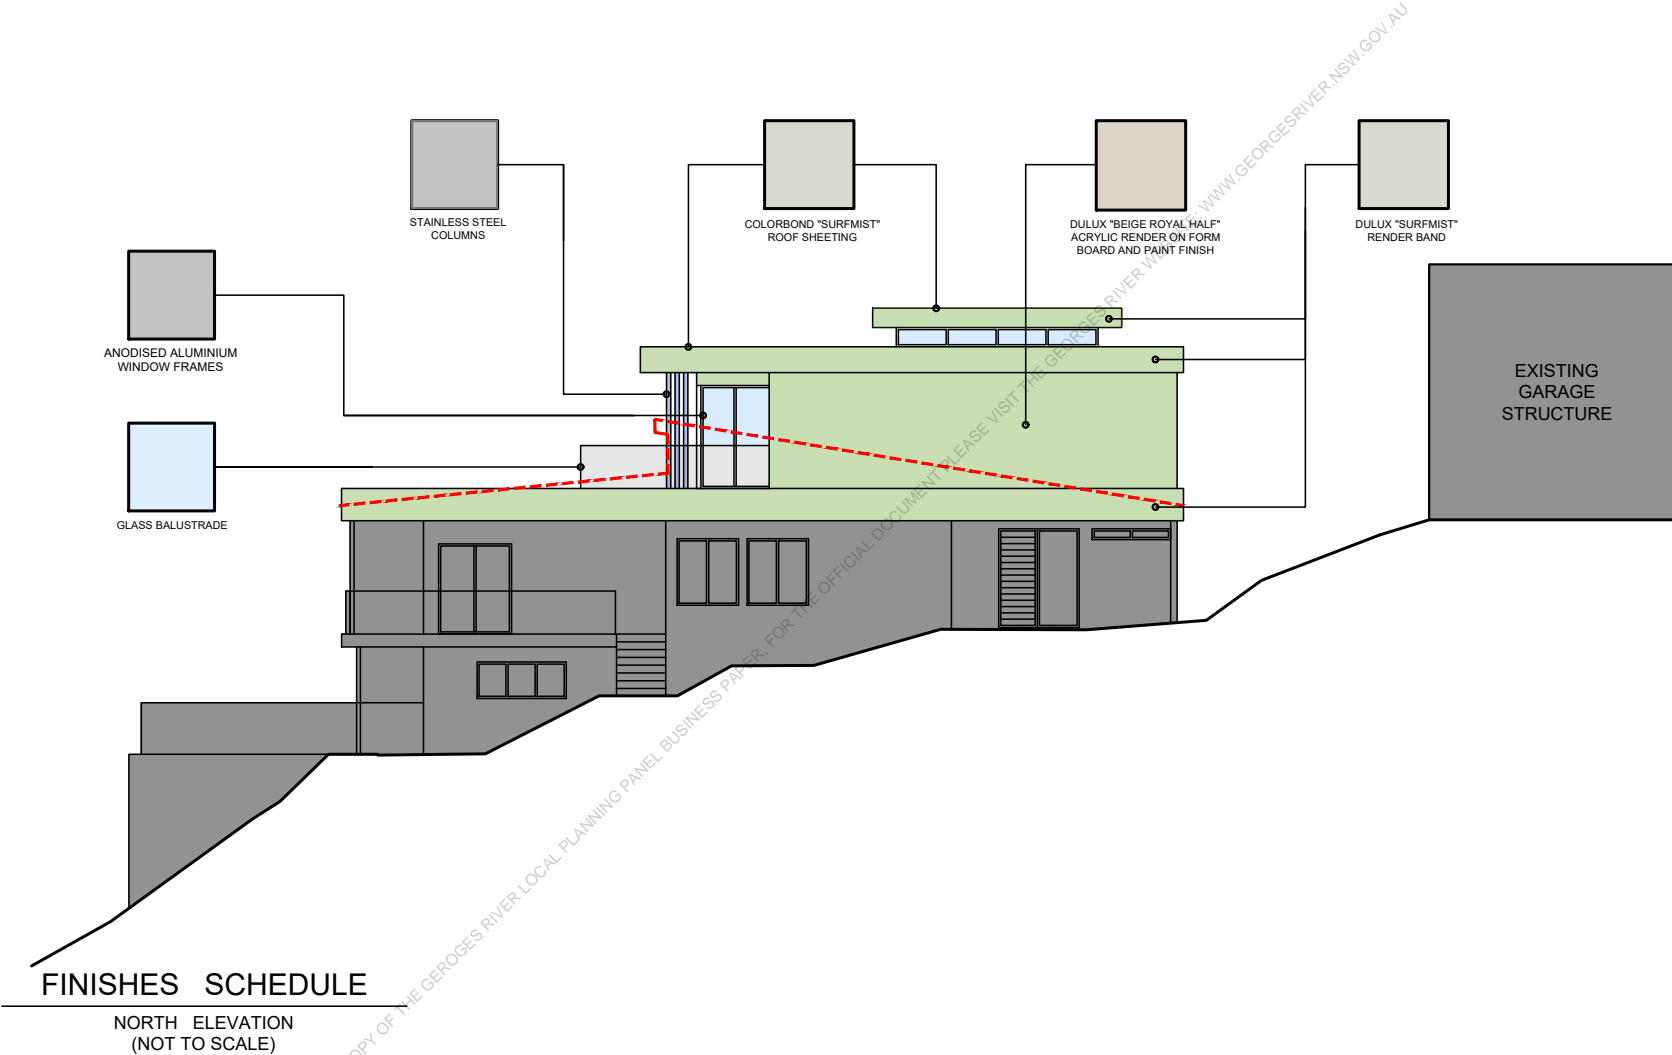 STAINLESS STEEL
COLUMNS
COLORBOND "SURFMIST"
ROOF SHEETING
DULUX "BEIGE ROYAL HALF"
ACRYLIC RENDER ON FORM
BOARD AND PAINT FINISH
DULUX "SURFMIST"
RENDER BAND
ANODISED ALUMINIUM
WINDOW FRAMES
GLASS BALUSTRADE
EXISTING
GARAGE
STRUCTURE
FINISHES SCHEDULE
NORTH ELEVATION
(NOT TO SCALE)
OPY OF THE GEROGES RIVER LOCAL PLANNING PANEL BUSINESS PAPER, FOR THE OFFICIAL DOCUMENT PLEASE VISIT THE GEORGES RIVER WEBSITE: WWW.GEORGESRIVER.NSW.GOV.AU